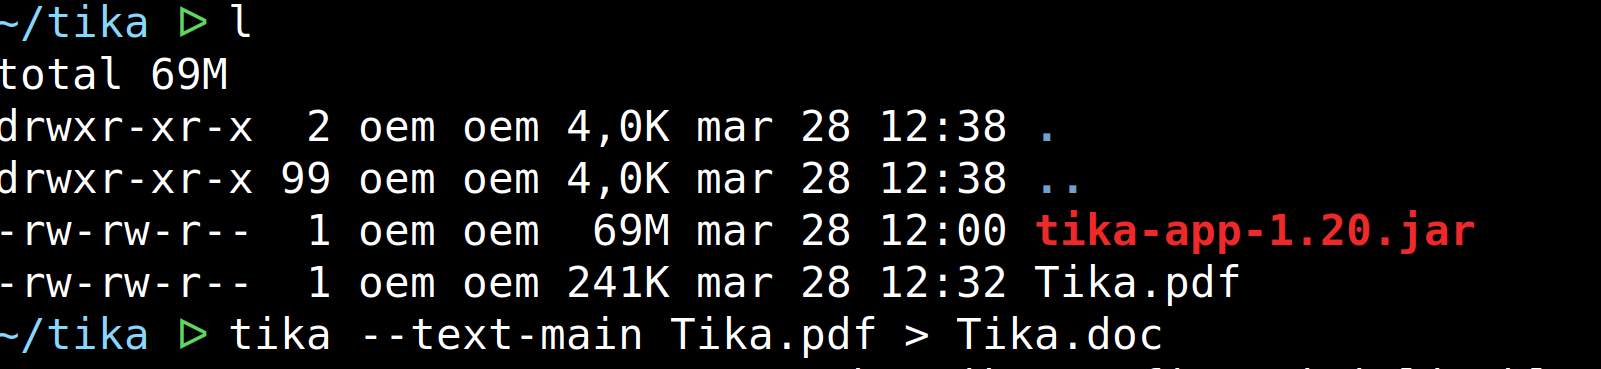 ~/tika ᐅ l
total 69M
drwxr-xr-x  2 oem oem 4,0K mar 28 12:38 .
drwxr-xr-x 99 oem oem 4,0K mar 28 12:38 ..
-rw-rw-r--  1 oem oem  69M mar 28 12:00 tika-app-1.20.jar
-rw-rw-r--  1 oem oem 241K mar 28 12:32 Tika.pdf
~/tika ᐅ tika --text-main Tika.pdf > Tika.doc